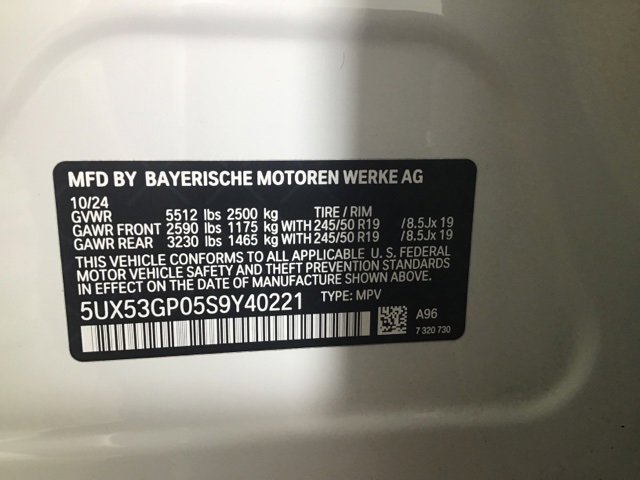 MFD BY BAYERISCHE MOTOREN WERKE AG
10/24
GVWR 5512 lbs 2500 kg TIRE / RIM
GAWR FRONT 2590 lbs 1175 kg WITH 245/50 R19 /8.5Jx 19
GAWR REAR 3230 lbs 1465 kg WITH 245/50 R19 /8.5Jx 19
THIS VEHICLE CONFORMS TO ALL APPLICABLE U. S. FEDERAL
MOTOR VEHICLE SAFETY AND THEFT PREVENTION STANDARDS
IN EFFECT ON THE DATE OF MANUFACTURE SHOWN ABOVE.
5UX53GP05S9Y40221 TYPE: MPV
A96
7 320 730